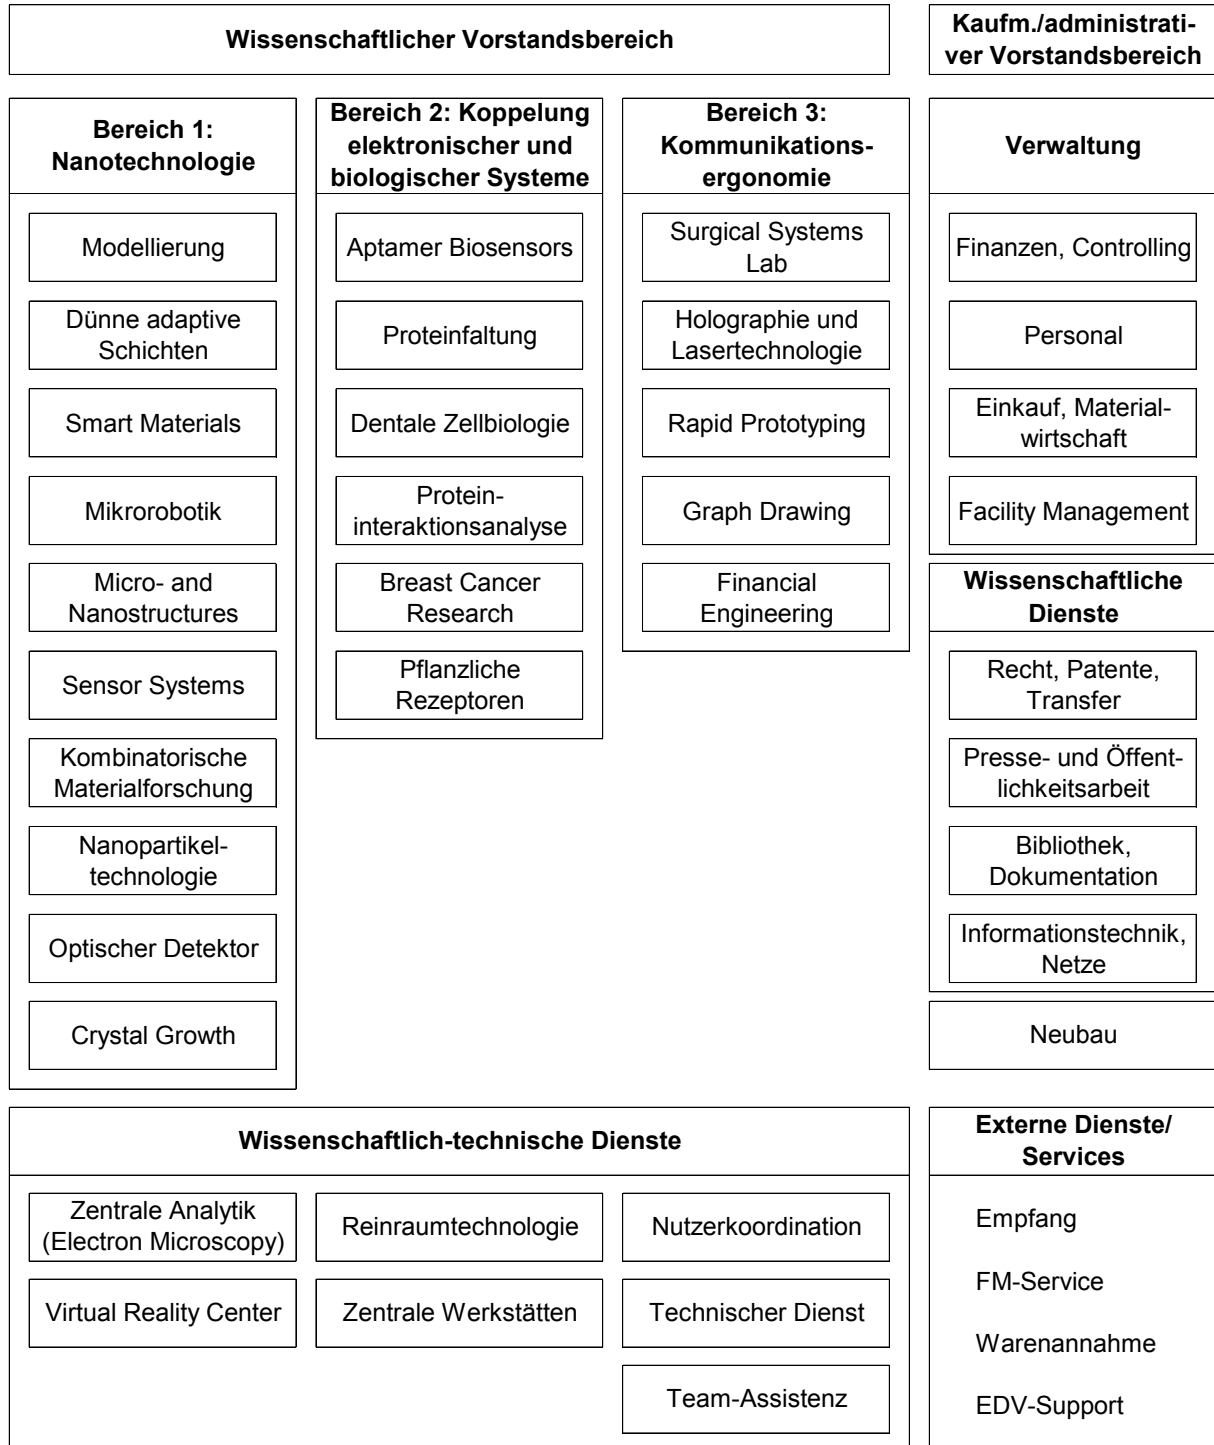 Wissenschaftlicher Vorstandsbereich
Kaufm./administrati-
ver Vorstandsbereich
Bereich 1:
Nanotechnologie
Modellierung
Dünne adaptive
Schichten
Smart Materials
Mikrorobotik
Micro- and
Nanostructures
Sensor Systems
Kombinatorische
Materialforschung
Nanopartikel-
technologie
Optischer Detektor
Crystal Growth
Bereich 2: Koppelung
elektronischer und
biologischer Systeme
Aptamer Biosensors
Proteinfaltung
Dentale Zellbiologie
Protein-
interaktionsanalyse
Breast Cancer
Research
Pflanzliche
Rezeptoren
Bereich 3:
Kommunikations-
ergonomie
Surgical Systems
Lab
Holographie und
Lasertechnologie
Rapid Prototyping
Graph Drawing
Financial
Engineering
Verwaltung
Finanzen, Controlling
Personal
Einkauf, Material-
wirtschaft
Facility Management
Wissenschaftliche
Dienste
Recht, Patente,
Transfer
Presse- und Öffent-
lichkeitsarbeit
Bibliothek,
Dokumentation
Informationstechnik,
Netze
Neubau
Wissenschaftlich-technische Dienste
Zentrale Analytik
(Electron Microscopy)
Reinraumtechnologie
Nutzerkoordination
Virtual Reality Center
Zentrale Werkstätten
Technischer Dienst
Team-Assistenz
Externe Dienste/
Services
Empfang
FM-Service
Warenannahme
EDV-Support